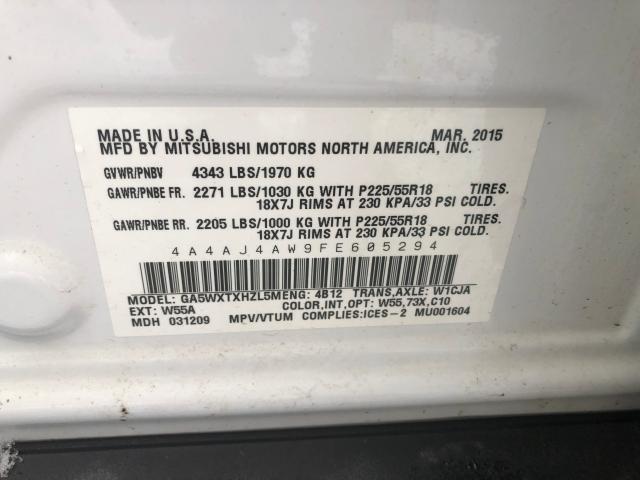 MADE IN U.S.A. MAR. 2015
MFD BY MITSUBISHI MOTORS NORTH AMERICA, INC.
GVWR/PNBV 4343 LBS/1970 KG
GAWR/PNBE FR. 2271 LBS/1030 KG WITH P225/55R18 TIRES.
18X7J RIMS AT 230 KPA/33 PSI COLD.
GAWR/PNBE RR. 2205 LBS/1000 KG WITH P225/55R18 TIRES.
18X7J RIMS AT 230 KPA/33 PSI COLD.
4A4AJ4AW9FE605294
MODEL: GA5WXTXHZL5MENG: 4B12 TRANS,AXLE: W1CJA
EXT: W55A COLOR,INT,OPT: W55,73X,C10
MDH 031209 MPV/VTUM COMPLIES:ICES-2 MU001604